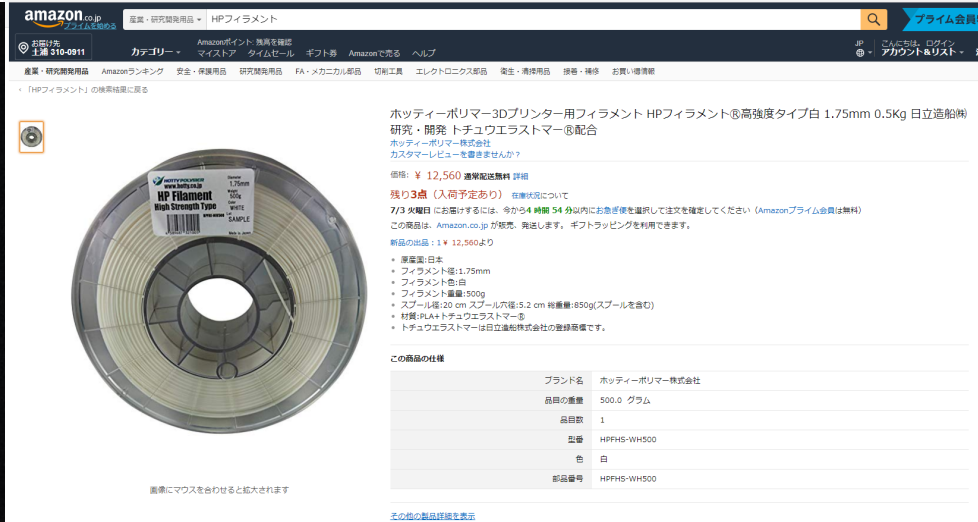 amazon.co.jp
プライムを始める
産業・研究開発用品
HPフィラメント
プライム会員
お届け先
土浦 310-0911
カテゴリー
Amazonポイント: 残高を確認
マイストア タイムセール ギフト券 Amazonで売る ヘルプ
JP
こんにちは。ログイン
アカウント&リスト
産業・研究開発用品 Amazonランキング 安全・保護用品 研究開発用品 FA・メカニカル部品 切削工具 エレクトロニクス部品 衛生・清掃用品 接着・補修 お買い得情報
‹ 「HPフィラメント」の検索結果に戻る
ホッティーポリマー3Dプリンター用フィラメント HPフィラメント®高強度タイプ白 1.75mm 0.5Kg 日立造船㈱
研究・開発 トチュウエラストマー®配合
ホッティーポリマー株式会社
カスタマーレビューを書きませんか?
価格: ¥ 12,560 通常配送無料 詳細
残り3点(入荷予定あり) 在庫状況について
7/3 火曜日 にお届けするには、今から4 時間 54 分以内にお急ぎ便を選択して注文を確定してください(Amazonプライム会員は無料)
この商品は、Amazon.co.jp が販売、発送します。 ギフトラッピングを利用できます。
新品の出品:1¥ 12,560より
原産国:日本
フィラメント径:1.75mm
フィラメント色:白
フィラメント重量:500g
スプール径:20 cm スプール穴径:5.2 cm 総重量:850g(スプールを含む)
材質:PLA+トチュウエラストマー®
トチュウエラストマーは日立造船株式会社の登録商標です。
この商品の仕様
ブランド名 ホッティーポリマー株式会社
品目の重量 500.0 グラム
品目数 1
型番 HPFHS-WH500
色 白
部品番号 HPFHS-WH500
その他の製品詳細を表示
HOTTY POLYMER
www.hotty.co.jp
HP Filament
High Strength Type
Diameter
1.75mm
Weight
500g
Color
WHITE
Lot
SAMPLE
Made in Japan
画像にマウスを合わせると拡大されます